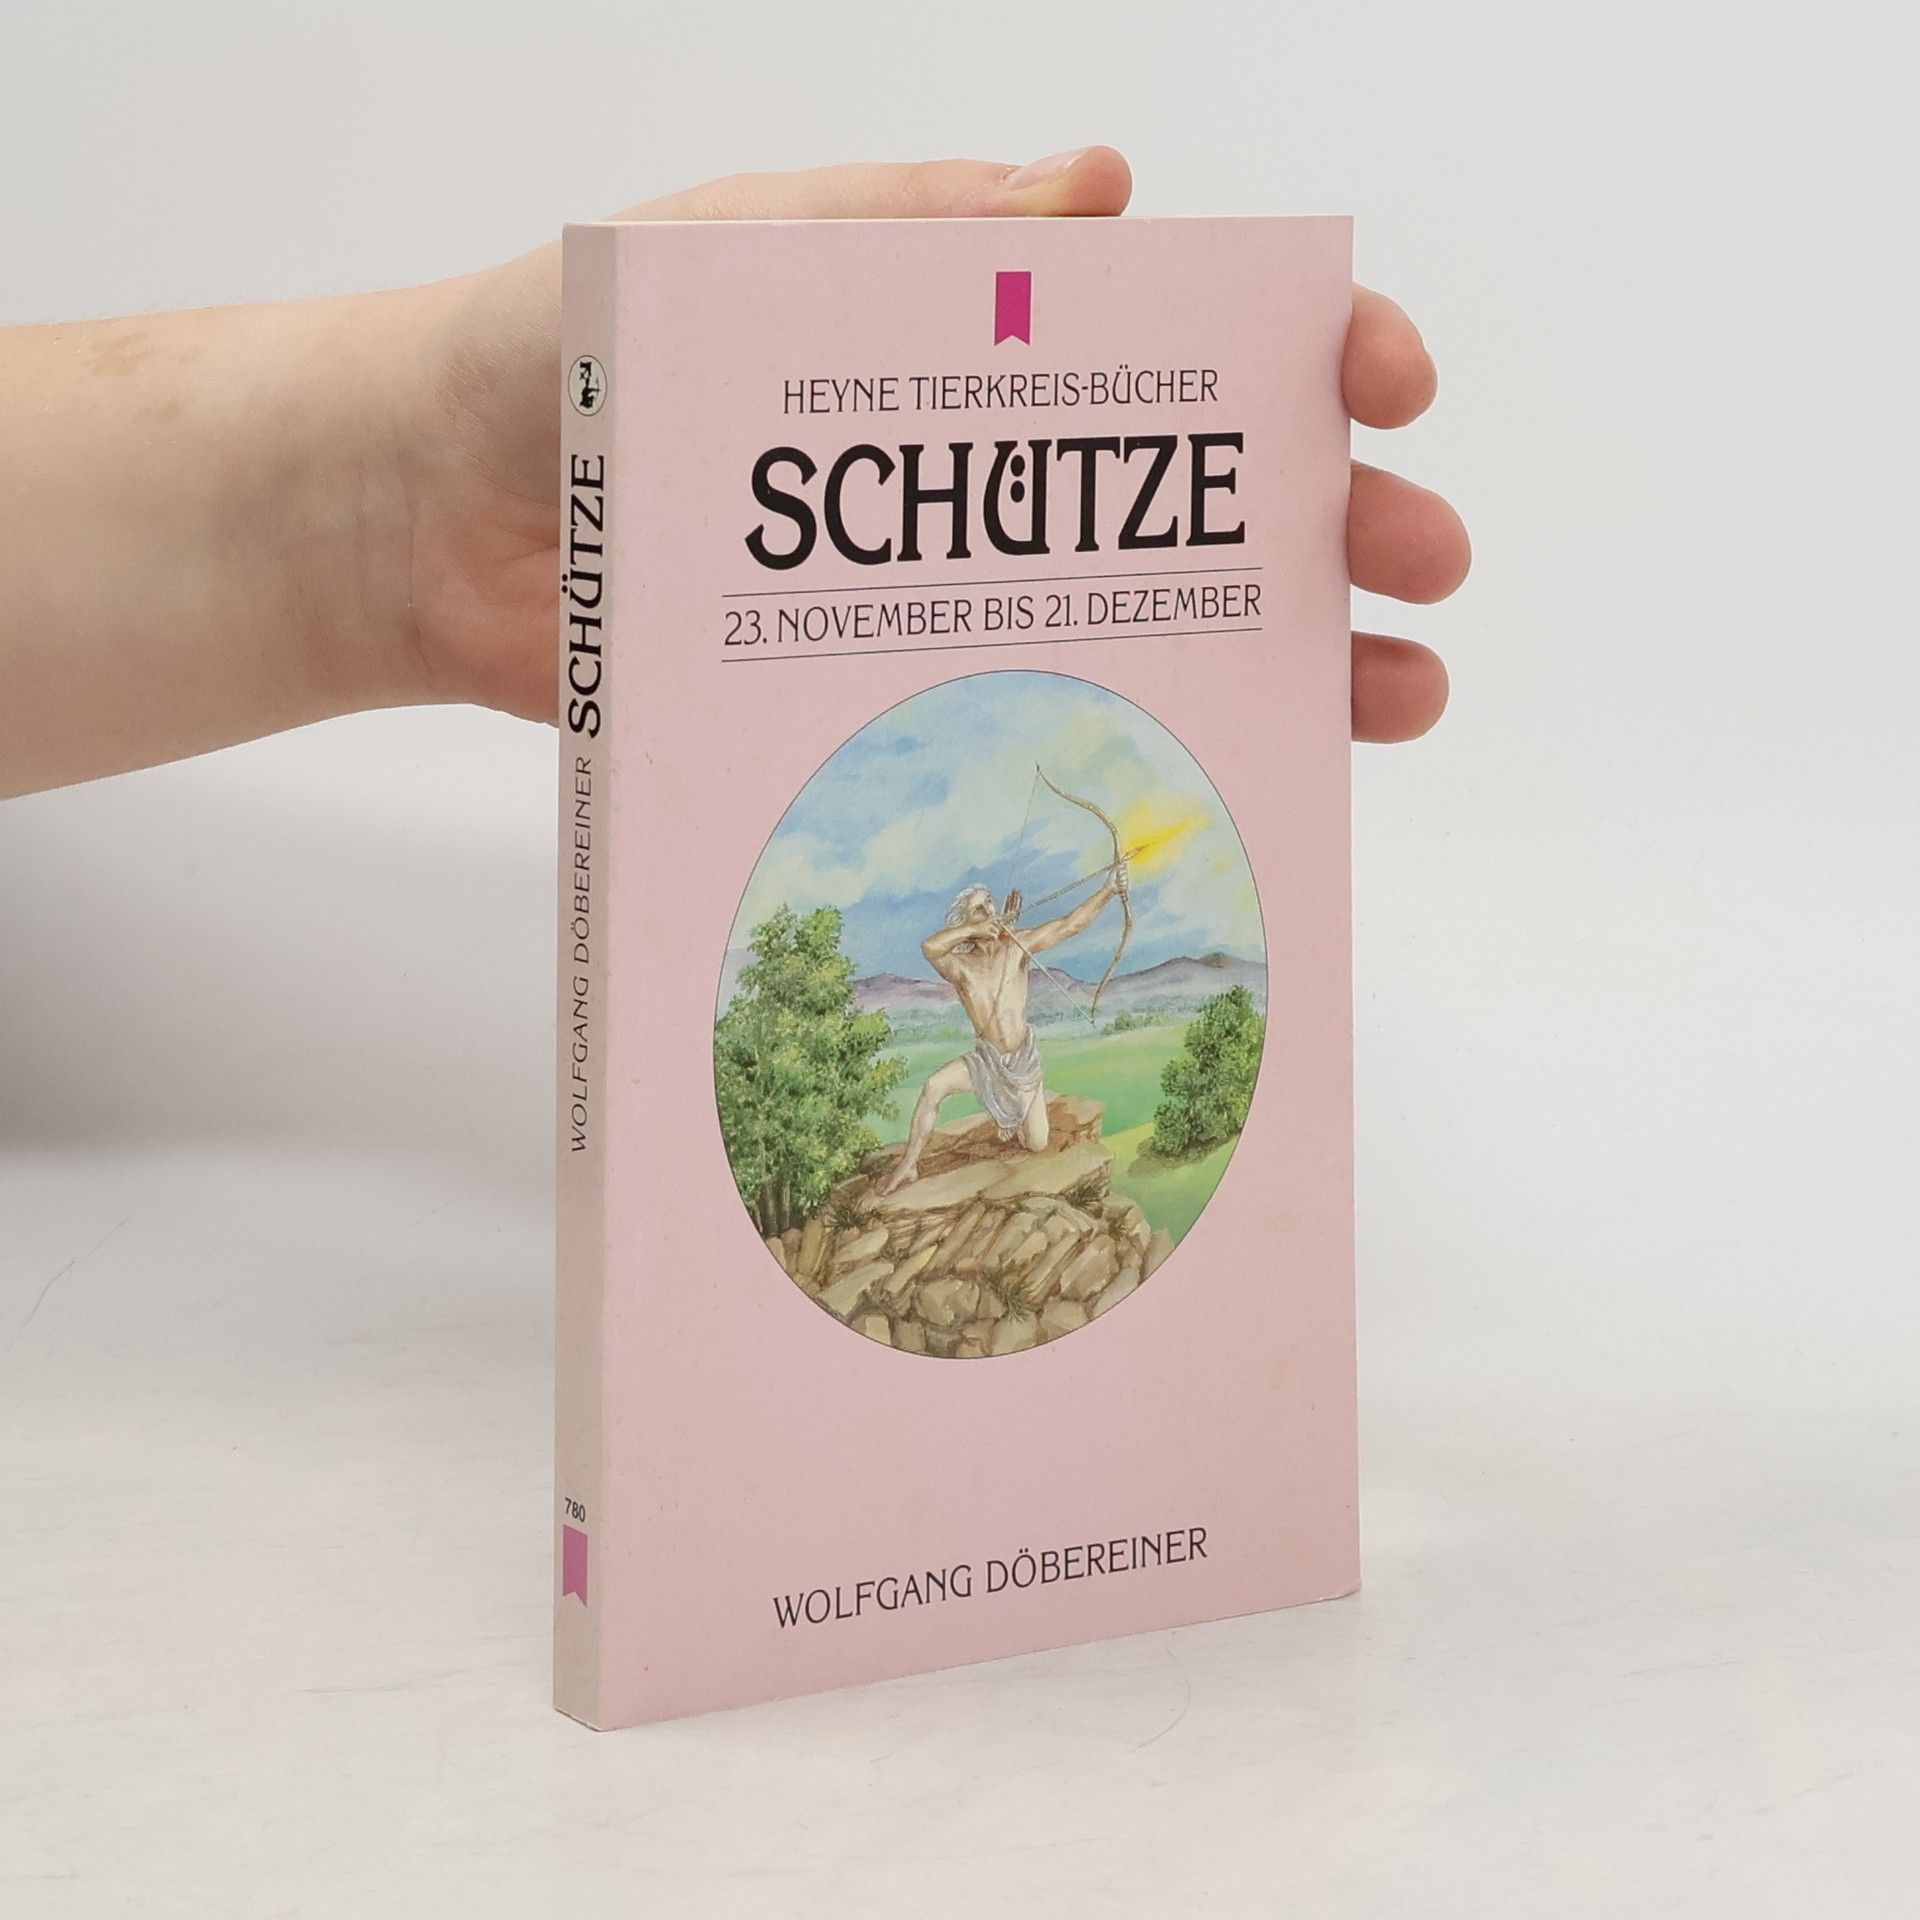 HEYNE TIERKREIS-BÜCHER
SCHÜTZE
23. NOVEMBER BIS 21. DEZEMBER
WOLFGANG DÖBEREINER
WOLFGANG DÖBEREINER SCHÜTZE
780